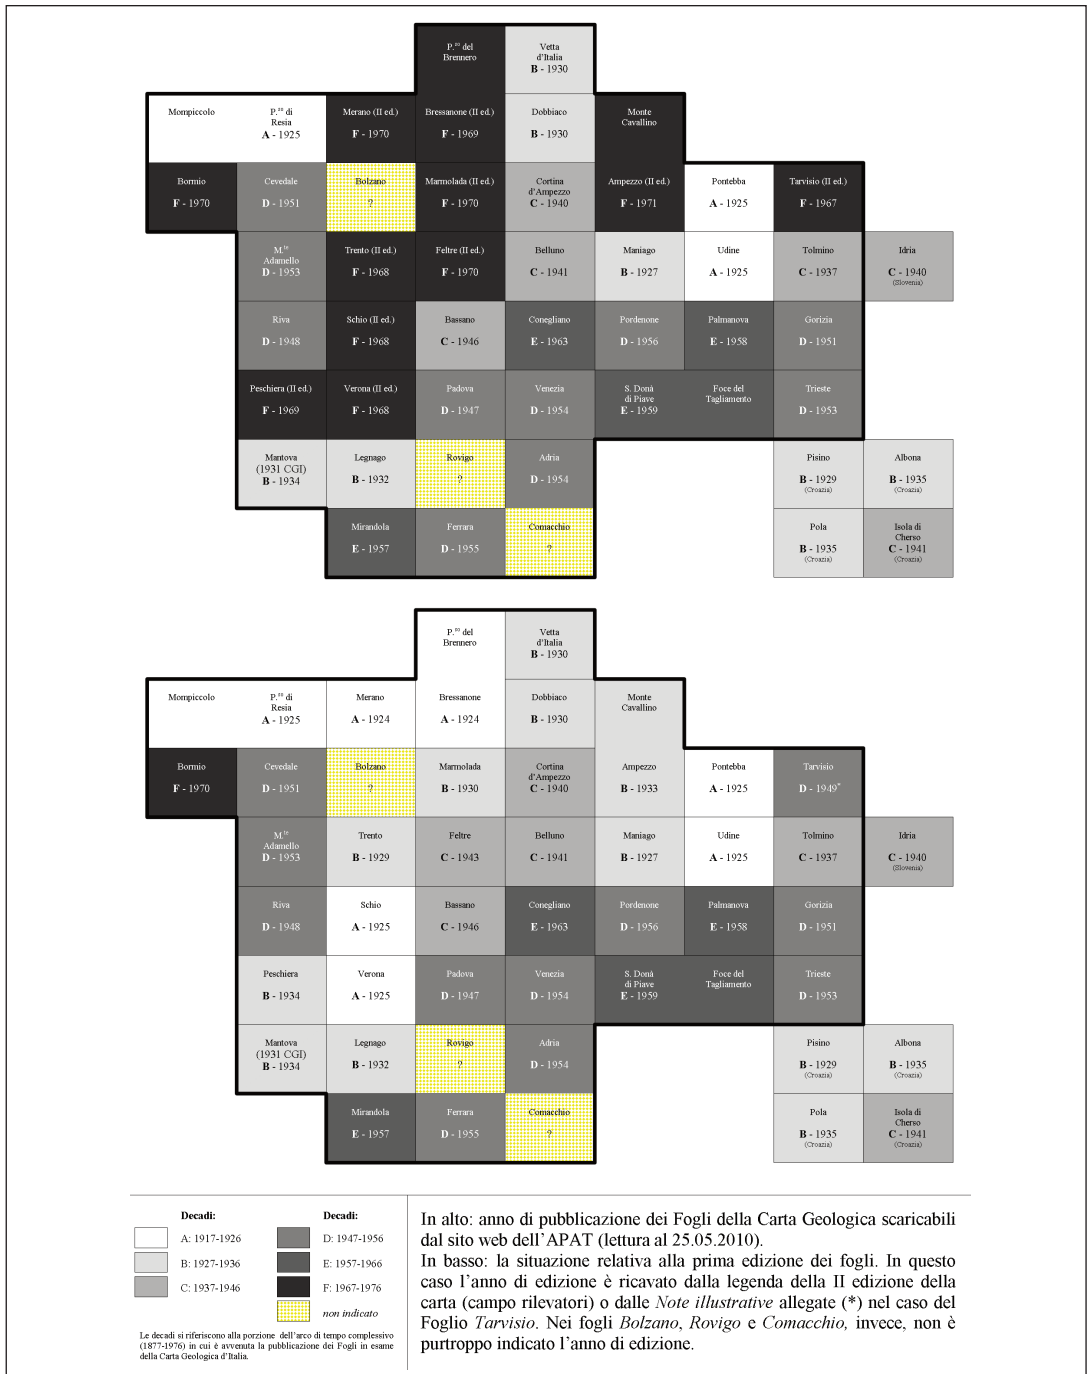 P.so del
Brennero
Vetta
d'Italia
B - 1930
Mompiccolo
P.so di
Resia
A - 1925
Merano (II ed.)
F - 1970
Bressanone (II ed.)
F - 1969
Dobbiaco
B - 1930
Monte
Cavallino
Bormio
F - 1970
Cevedale
D - 1951
Bolzano
?
Marmolada (II ed.)
F - 1970
Cortina
d'Ampezzo
C - 1940
Ampezzo (II ed.)
F - 1971
Pontebba
A - 1925
Tarvisio (II ed.)
F - 1967
M.te
Adamello
D - 1953
Trento (II ed.)
F - 1968
Feltre (II ed.)
F - 1970
Belluno
C - 1941
Maniago
B - 1927
Udine
A - 1925
Tolmino
C - 1937
Idria
C - 1940
(Slovenia)
Riva
D - 1948
Schio (II ed.)
F - 1968
Bassano
C - 1946
Conegliano
E - 1963
Pordenone
D - 1956
Palmanova
E - 1958
Gorizia
D - 1951
Peschiera (II ed.)
F - 1969
Verona (II ed.)
F - 1968
Padova
D - 1947
Venezia
D - 1954
S. Donà
di Piave
E - 1959
Foce del
Tagliamento
Trieste
D - 1953
Mantova
(1931 CGI)
B - 1934
Legnago
B - 1932
Rovigo
?
Adria
D - 1954
Pisino
B - 1929
(Croazia)
Albona
B - 1935
(Croazia)
Mirandola
E - 1957
Ferrara
D - 1955
Comacchio
?
Pola
B - 1935
(Croazia)
Isola di
Cherso
C - 1941
(Croazia)
P.so del
Brennero
Vetta
d'Italia
B - 1930
Mompiccolo
P.so di
Resia
A - 1925
Merano
A - 1924
Bressanone
A - 1924
Dobbiaco
B - 1930
Monte
Cavallino
Bormio
F - 1970
Cevedale
D - 1951
Bolzano
?
Marmolada
B - 1930
Cortina
d'Ampezzo
C - 1940
Ampezzo
B - 1933
Pontebba
A - 1925
Tarvisio
D - 1949*
M.te
Adamello
D - 1953
Trento
B - 1929
Feltre
C - 1943
Belluno
C - 1941
Maniago
B - 1927
Udine
A - 1925
Tolmino
C - 1937
Idria
C - 1940
(Slovenia)
Riva
D - 1948
Schio
A - 1925
Bassano
C - 1946
Conegliano
E - 1963
Pordenone
D - 1956
Palmanova
E - 1958
Gorizia
D - 1951
Peschiera
B - 1934
Verona
A - 1925
Padova
D - 1947
Venezia
D - 1954
S. Donà
di Piave
E - 1959
Foce del
Tagliamento
Trieste
D - 1953
Mantova
(1931 CGI)
B - 1934
Legnago
B - 1932
Rovigo
?
Adria
D - 1954
Pisino
B - 1929
(Croazia)
Albona
B - 1935
(Croazia)
Mirandola
E - 1957
Ferrara
D - 1955
Comacchio
?
Pola
B - 1935
(Croazia)
Isola di
Cherso
C - 1941
(Croazia)
Decadi:
A: 1917-1926
B: 1927-1936
C: 1937-1946
Decadi:
D: 1947-1956
E: 1957-1966
F: 1967-1976
non indicato
Le decadi si riferiscono alla porzione dell'arco di tempo complessivo
(1877-1976) in cui è avvenuta la pubblicazione dei Fogli in esame
della Carta Geologica d'Italia.
In alto: anno di pubblicazione dei Fogli della Carta Geologica scaricabili
dal sito web dell'APAT (lettura al 25.05.2010).
In basso: la situazione relativa alla prima edizione dei fogli. In questo
caso l'anno di edizione è ricavato dalla legenda della II edizione della
carta (campo rilevatori) o dalle Note illustrative allegate (*) nel caso del
Foglio Tarvisio. Nei fogli Bolzano, Rovigo e Comacchio, invece, non è
purtroppo indicato l'anno di edizione.